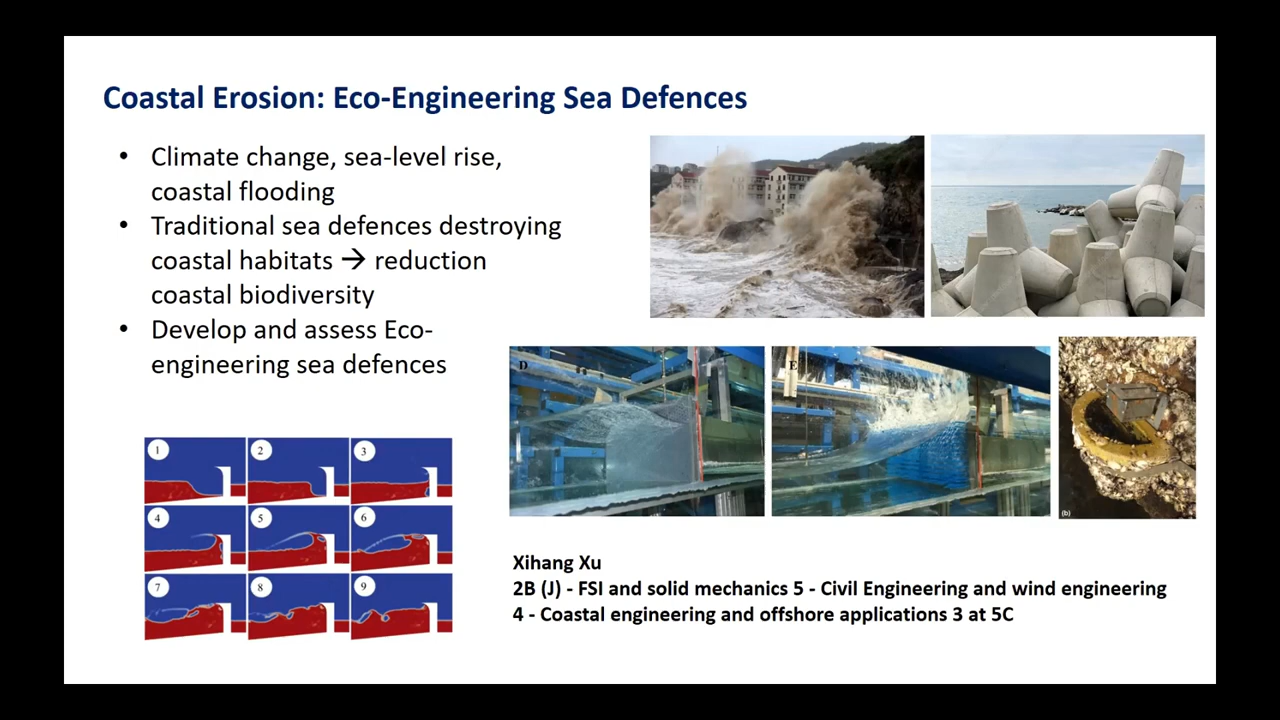 Coastal Erosion: Eco-Engineering Sea Defences
• Climate change, sea-level rise,
coastal flooding
• Traditional sea defences destroying
coastal habitats → reduction
coastal biodiversity
• Develop and assess Eco-
engineering sea defences
D
E
(b)
1
2
3
4
5
6
7
8
9
Xihang Xu
2B (J) - FSI and solid mechanics 5 - Civil Engineering and wind engineering
4 - Coastal engineering and offshore applications 3 at 5C